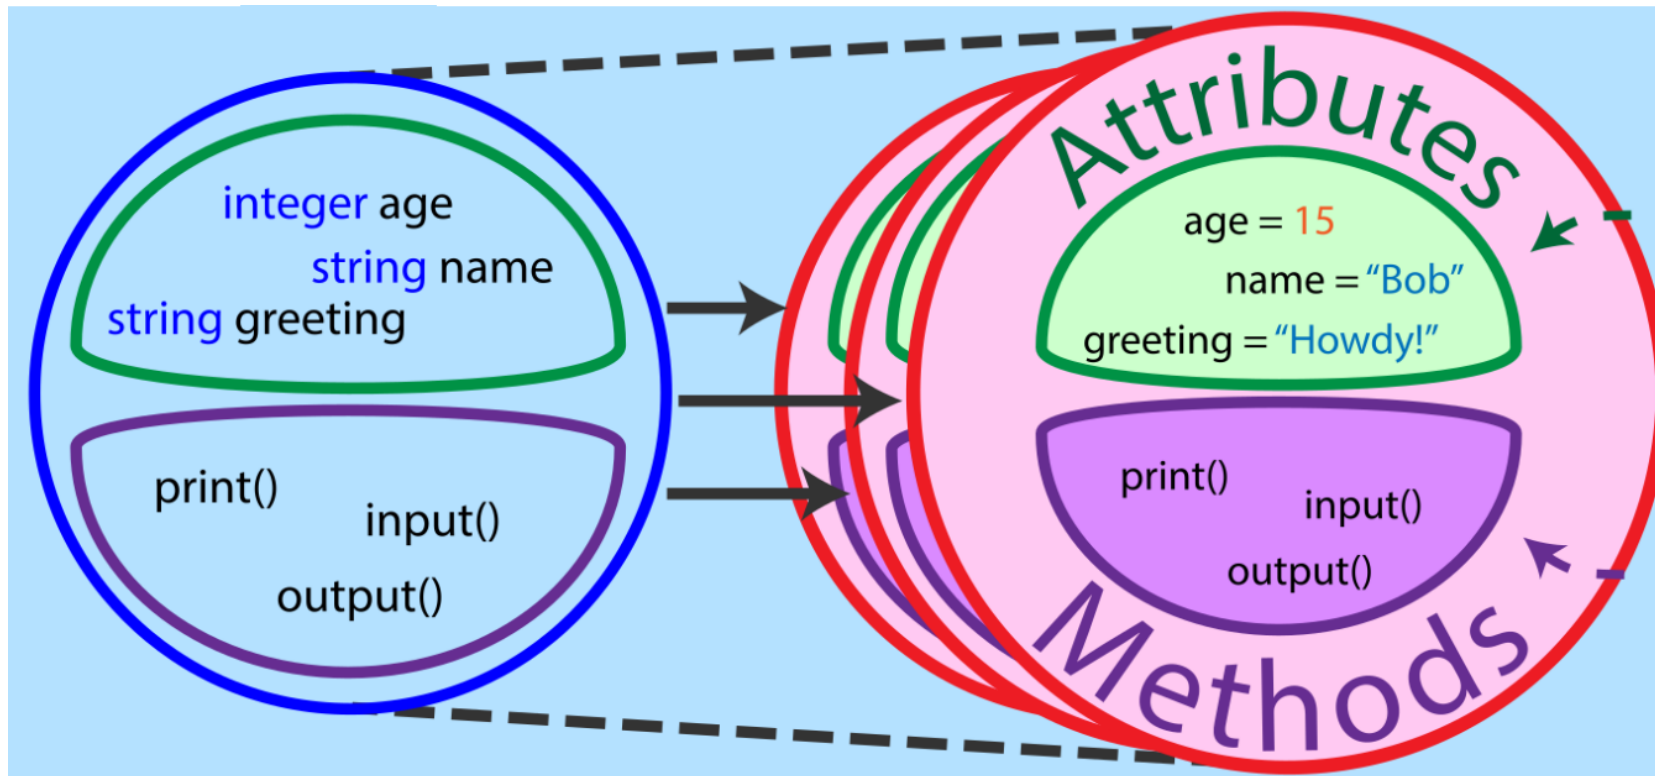 integer age
string name
string greeting
print()
input()
output()
Attributes
age = 15
name = “Bob”
greeting = “Howdy!”
print()
input()
output()
Methods